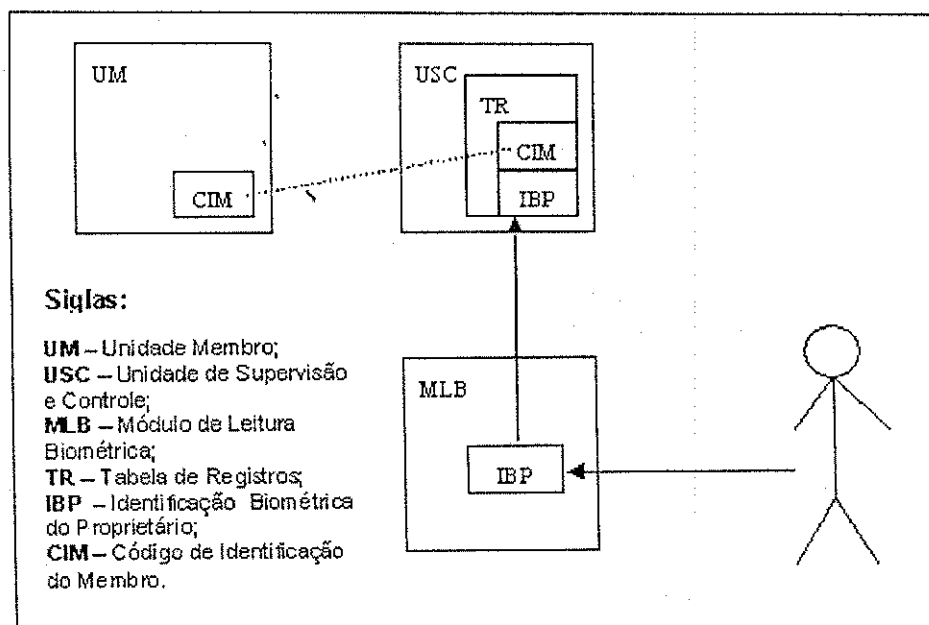 UM
CIM
USC
TR
CIM
IBP
Siglas:
UM – Unidade Membro;
USC – Unidade de Supervisão
e Controle;
MLB – Módulo de Leitura
Biométrica;
TR – Tabela de Registros;
IBP – Identificação Biométrica
do Proprietário;
CIM – Código de Identificação
do Membro.
MLB
IBP